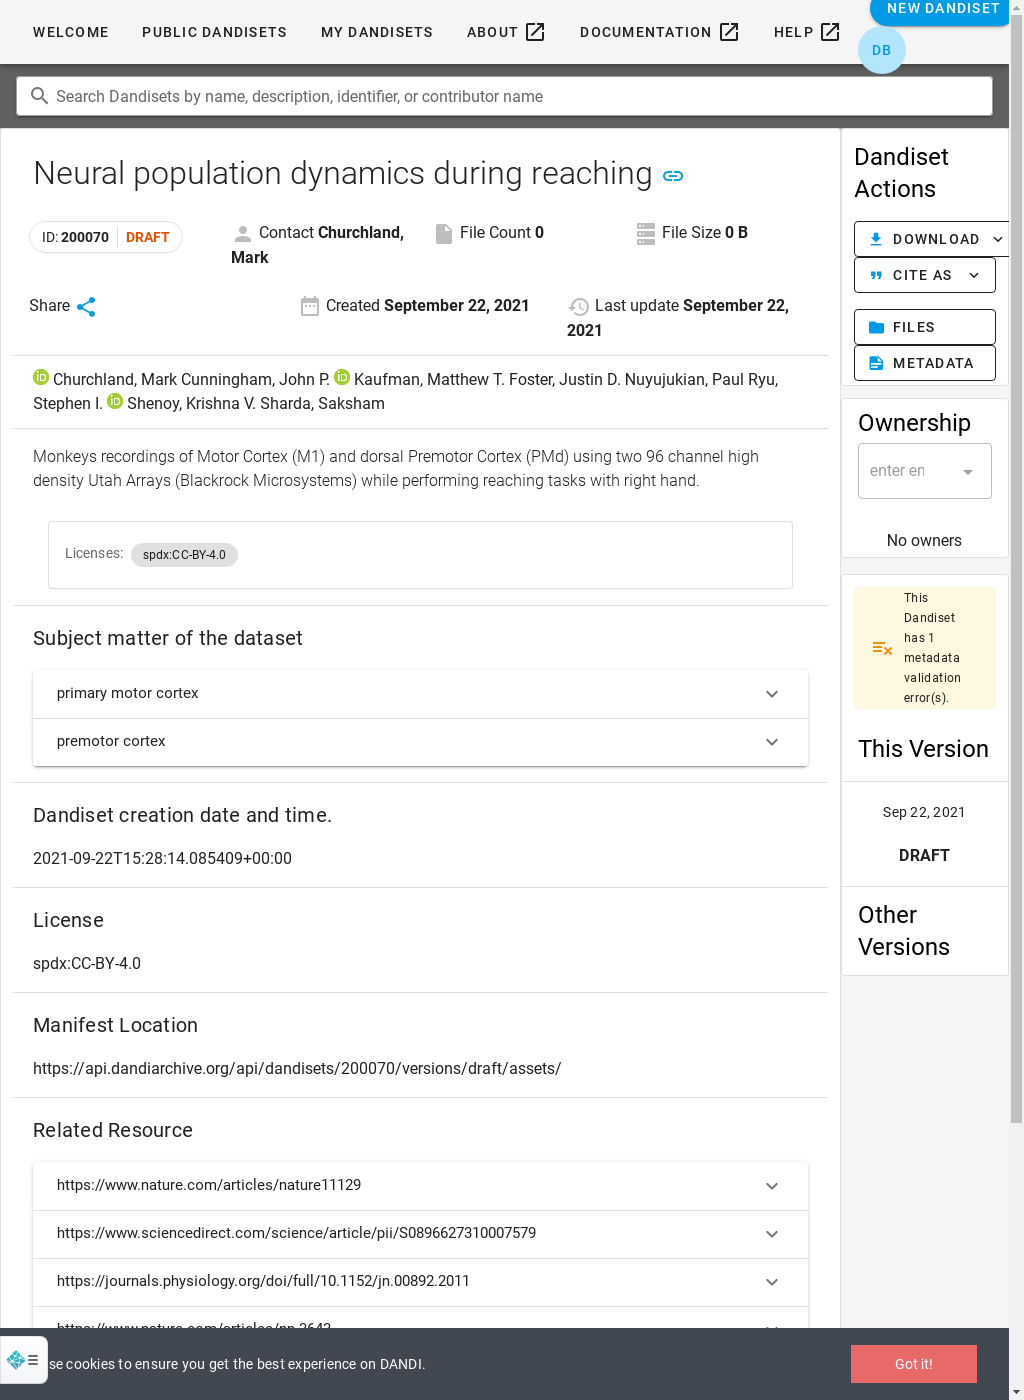 WELCOME PUBLIC DANDISETS MY DANDISETS ABOUT DOCUMENTATION HELP NEW DANDISET
DB
Search Dandisets by name, description, identifier, or contributor name
Neural population dynamics during reaching
ID: 200070 DRAFT
Contact Churchland, Mark
File Count 0
File Size 0 B
Share
Created September 22, 2021
Last update September 22, 2021
Churchland, Mark Cunningham, John P. Kaufman, Matthew T. Foster, Justin D. Nuyujukian, Paul Ryu,
Stephen I. Shenoy, Krishna V. Sharda, Saksham
Monkeys recordings of Motor Cortex (M1) and dorsal Premotor Cortex (PMd) using two 96 channel high
density Utah Arrays (Blackrock Microsystems) while performing reaching tasks with right hand.
Licenses: spdx:CC-BY-4.0
Subject matter of the dataset
primary motor cortex
premotor cortex
Dandiset creation date and time.
2021-09-22T15:28:14.085409+00:00
License
spdx:CC-BY-4.0
Manifest Location
https://api.dandiarchive.org/api/dandisets/200070/versions/draft/assets/
Related Resource
https://www.nature.com/articles/nature11129
https://www.sciencedirect.com/science/article/pii/S0896627310007579
https://journals.physiology.org/doi/full/10.1152/jn.00892.2011
Dandiset
Actions
DOWNLOAD
CITE AS
FILES
METADATA
Ownership
enter en
No owners
This
Dandiset
has 1
metadata
validation
error(s).
This Version
Sep 22, 2021
DRAFT
Other
Versions
se cookies to ensure you get the best experience on DANDI.
Got it!